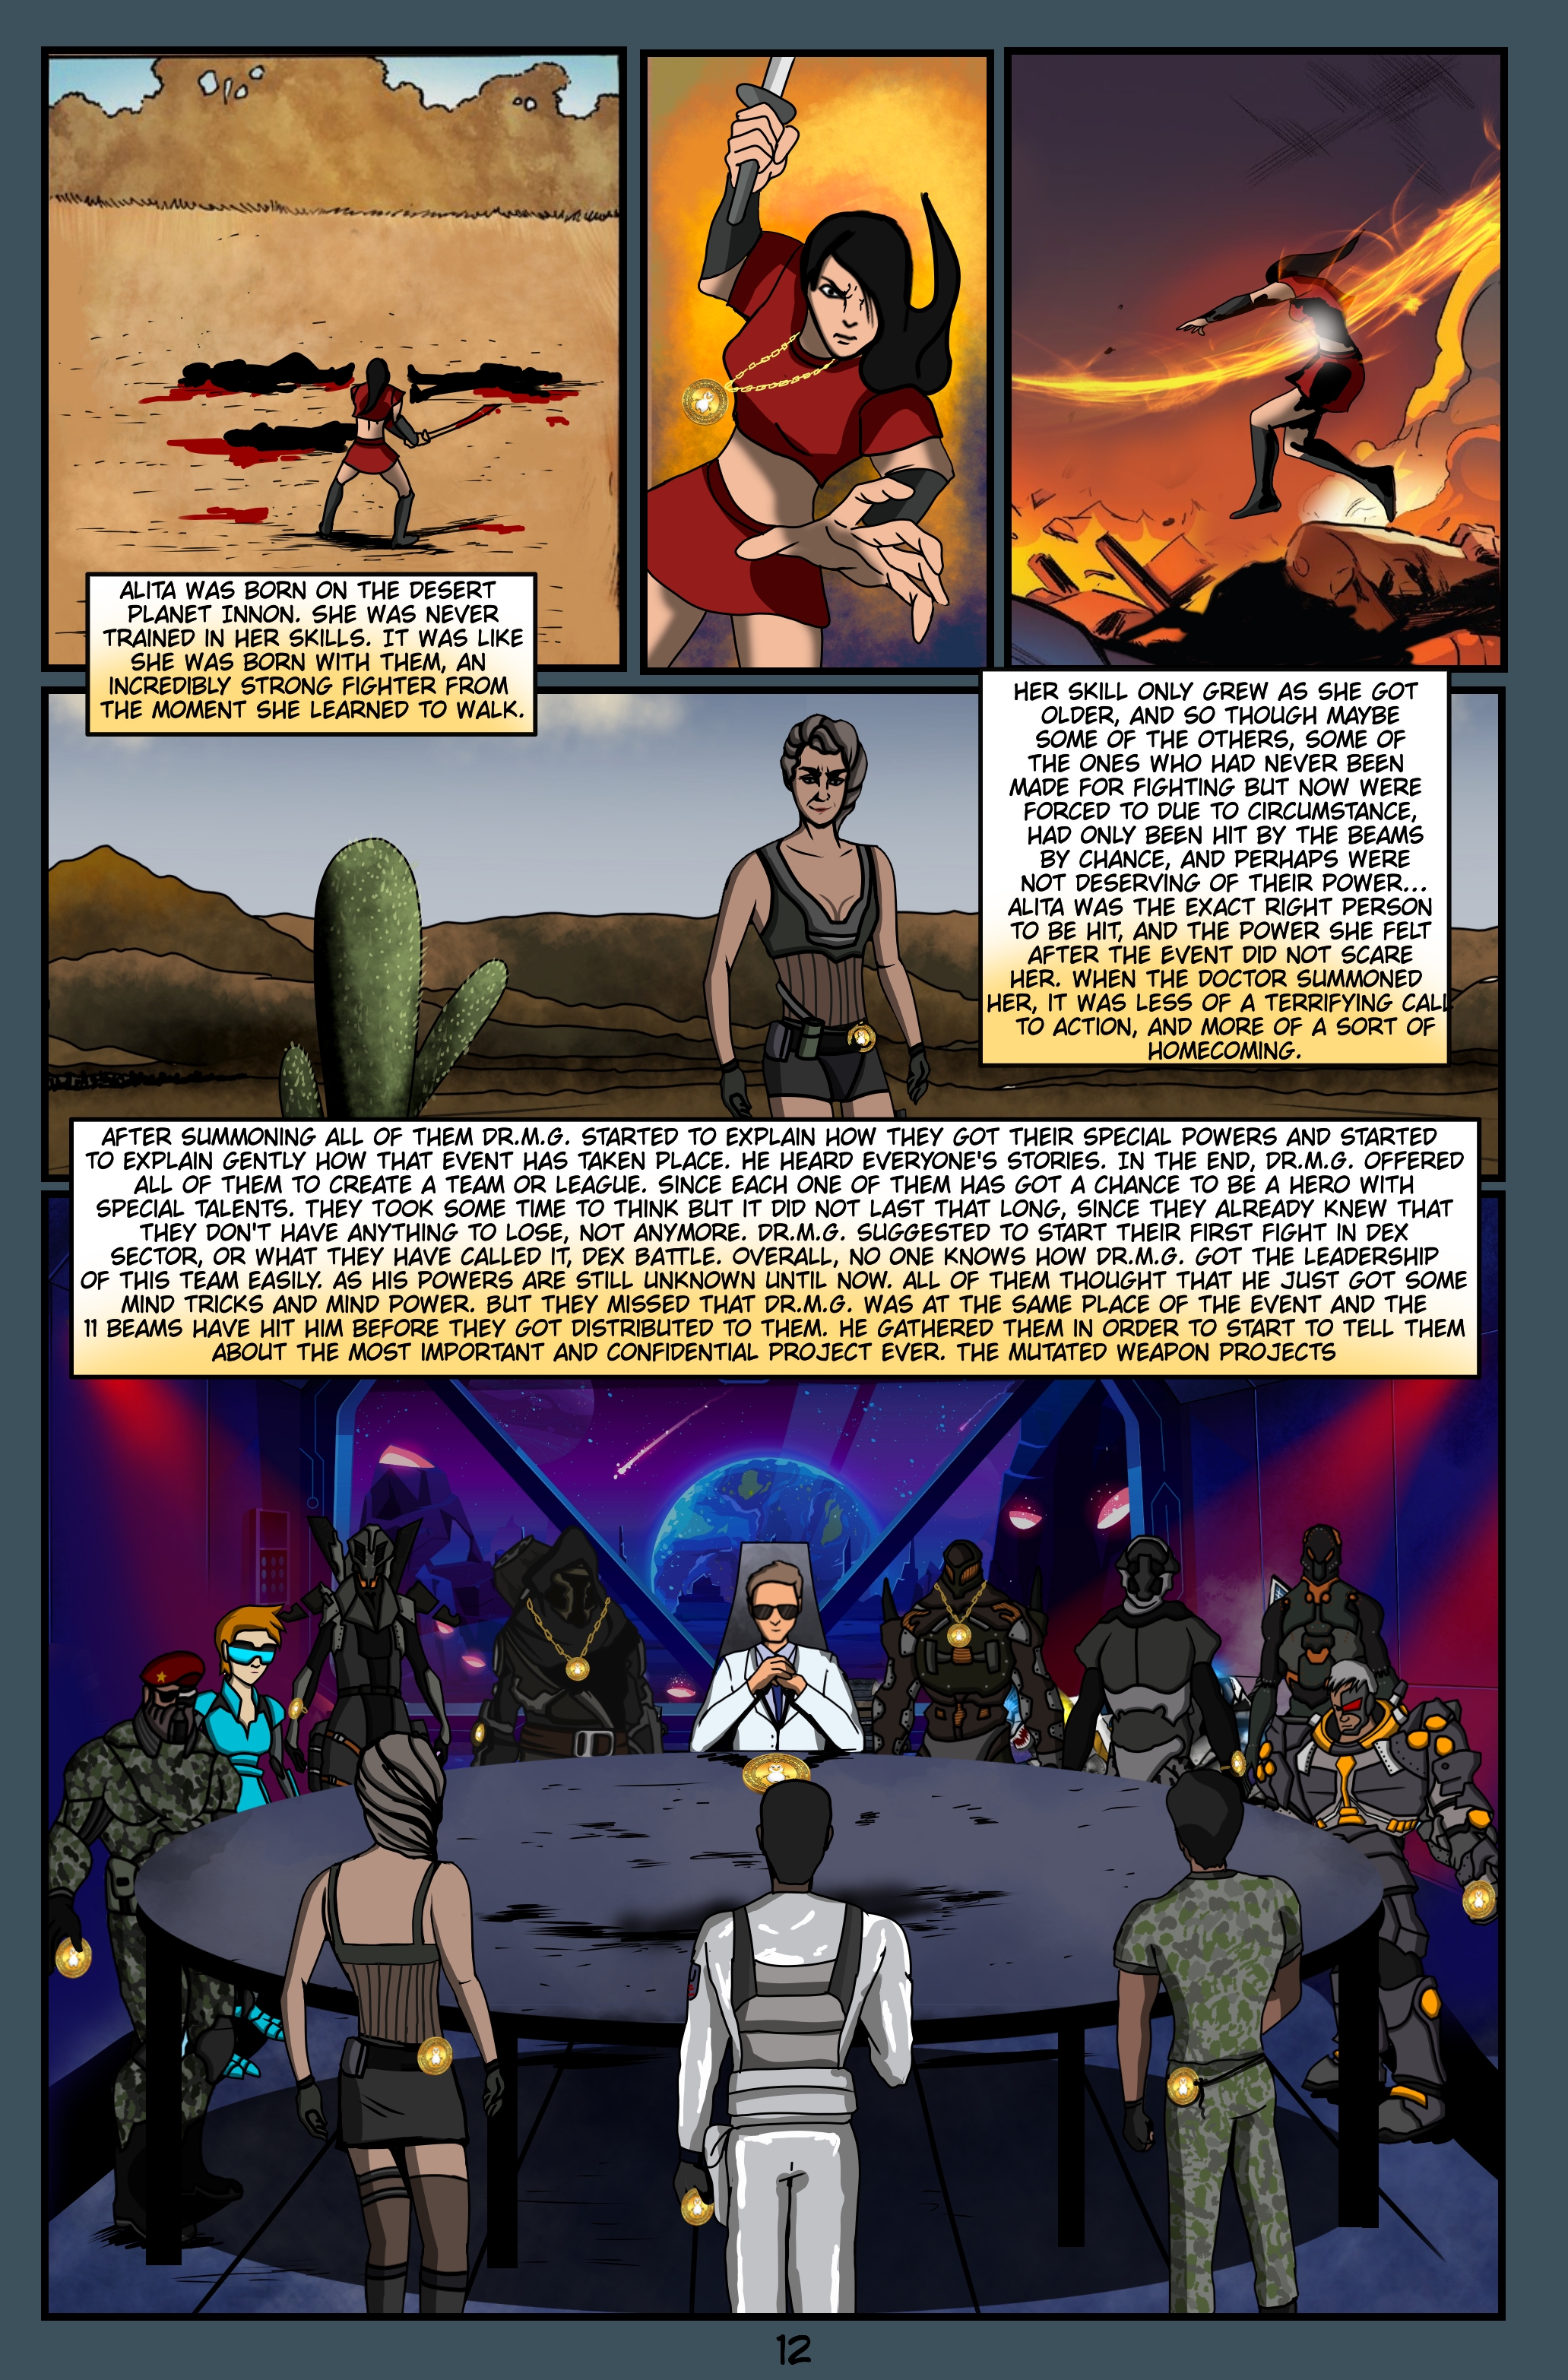 ALITA WAS BORN ON THE DESERT
PLANET INNON. SHE WAS NEVER
TRAINED IN HER SKILLS. IT WAS LIKE
SHE WAS BORN WITH THEM, AN
INCREDIBLY STRONG FIGHTER FROM
THE MOMENT SHE LEARNED TO WALK.
HER SKILL ONLY GREW AS SHE GOT
OLDER, AND SO THOUGH MAYBE
SOME OF THE OTHERS, SOME OF
THE ONES WHO HAD NEVER BEEN
MADE FOR FIGHTING BUT NOW WERE
FORCED TO DUE TO CIRCUMSTANCE,
HAD ONLY BEEN HIT BY THE BEAMS
BY CHANCE, AND PERHAPS WERE
NOT DESERVING OF THEIR POWER...
ALITA WAS THE EXACT RIGHT PERSON
TO BE HIT, AND THE POWER SHE FELT
AFTER THE EVENT DID NOT SCARE
HER. WHEN THE DOCTOR SUMMONED
HER, IT WAS LESS OF A TERRIFYING CALL
TO ACTION, AND MORE OF A SORT OF
HOMECOMING.
AFTER SUMMONING ALL OF THEM DR.M.G. STARTED TO EXPLAIN HOW THEY GOT THEIR SPECIAL POWERS AND STARTED
TO EXPLAIN GENTLY HOW THAT EVENT HAS TAKEN PLACE. HE HEARD EVERYONE'S STORIES. IN THE END, DR.M.G. OFFERED
ALL OF THEM TO CREATE A TEAM OR LEAGUE. SINCE EACH ONE OF THEM HAS GOT A CHANCE TO BE A HERO WITH
SPECIAL TALENTS. THEY TOOK SOME TIME TO THINK BUT IT DID NOT LAST THAT LONG, SINCE THEY ALREADY KNEW THAT
THEY DON'T HAVE ANYTHING TO LOSE, NOT ANYMORE. DR.M.G. SUGGESTED TO START THEIR FIRST FIGHT IN DEX
SECTOR, OR WHAT THEY HAVE CALLED IT, DEX BATTLE. OVERALL, NO ONE KNOWS HOW DR.M.G. GOT THE LEADERSHIP
OF THIS TEAM EASILY. AS HIS POWERS ARE STILL UNKNOWN UNTIL NOW. ALL OF THEM THOUGHT THAT HE JUST GOT SOME
MIND TRICKS AND MIND POWER. BUT THEY MISSED THAT DR.M.G. WAS AT THE SAME PLACE OF THE EVENT AND THE
11 BEAMS HAVE HIT HIM BEFORE THEY GOT DISTRIBUTED TO THEM. HE GATHERED THEM IN ORDER TO START TO TELL THEM
ABOUT THE MOST IMPORTANT AND CONFIDENTIAL PROJECT EVER. THE MUTATED WEAPON PROJECTS
12